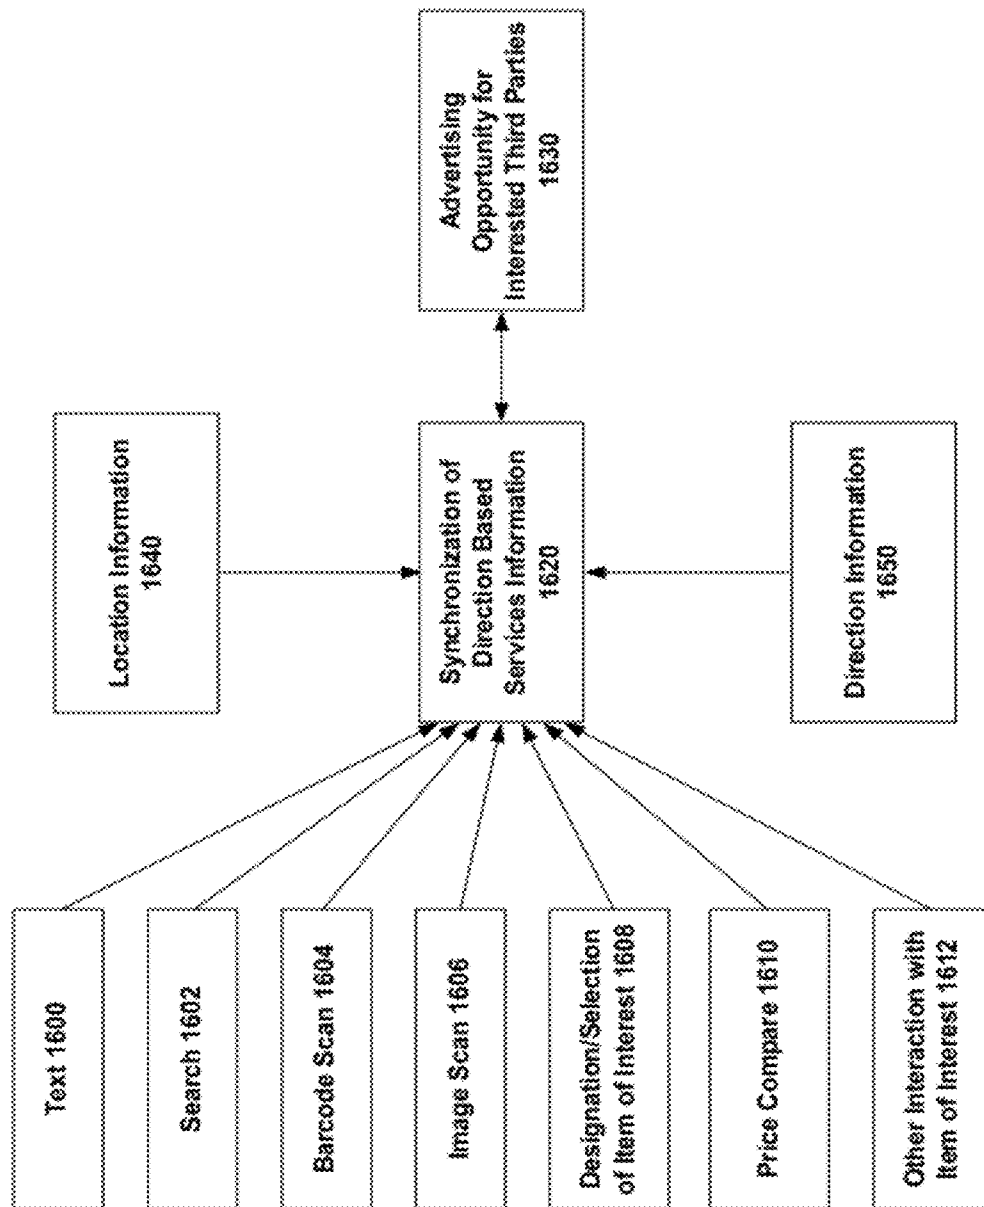 Text 1600
Search 1602
Barcode Scan 1604
Image Scan 1606
Designation/Selection
of Item of Interest 1608
Price Compare 1610
Other Interaction with
Item of Interest 1612
Location Information
1640
Synchronization of
Direction Based
Services Information
1620
Direction Information
1650
Advertising
Opportunity for
Interested Third Parties
1630